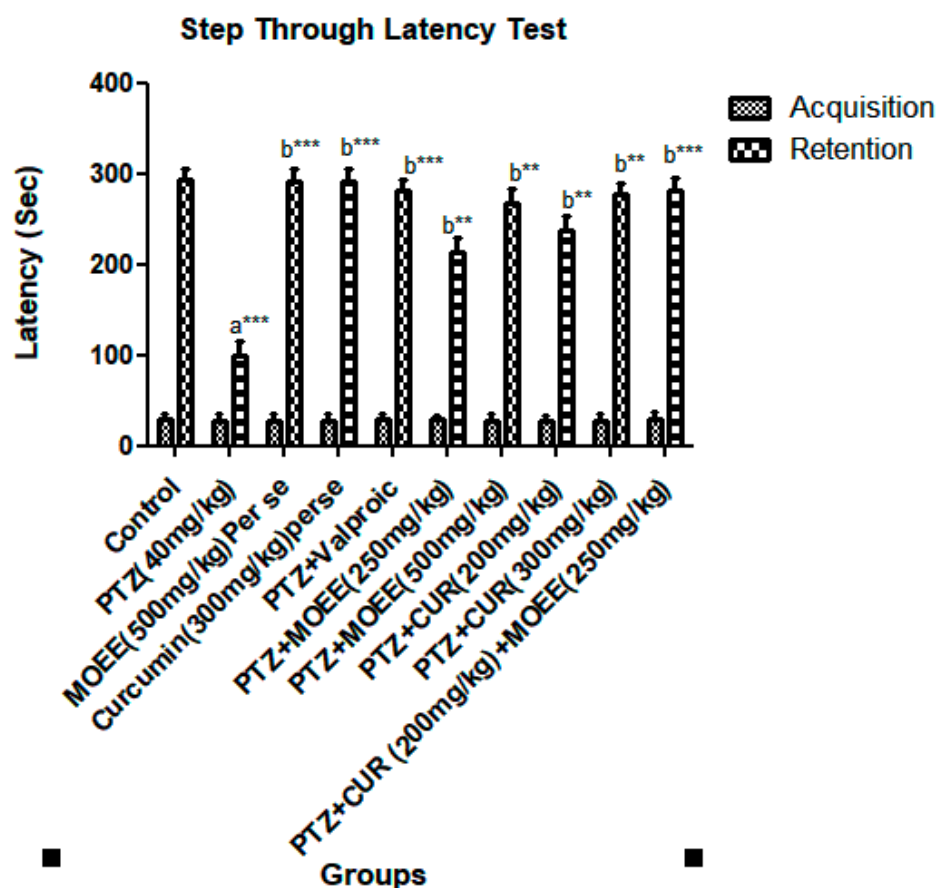 Step Through Latency Test
400
300
200
100
0
Latency (Sec)
a***
b***
b***
b***
b**
b**
b**
b**
b***
Acquisition
Retention
Control
PTZ(40mg/kg)
MOEE(500mg/kg)Per se
Curcumin(300mg/kg)perse
PTZ+Valproic
PTZ+MOEE(250mg/kg)
PTZ+MOEE(500mg/kg)
PTZ+CUR(200mg/kg)
PTZ+CUR(300mg/kg)
PTZ+CUR (200mg/kg)+MOEE(250mg/kg)
Groups